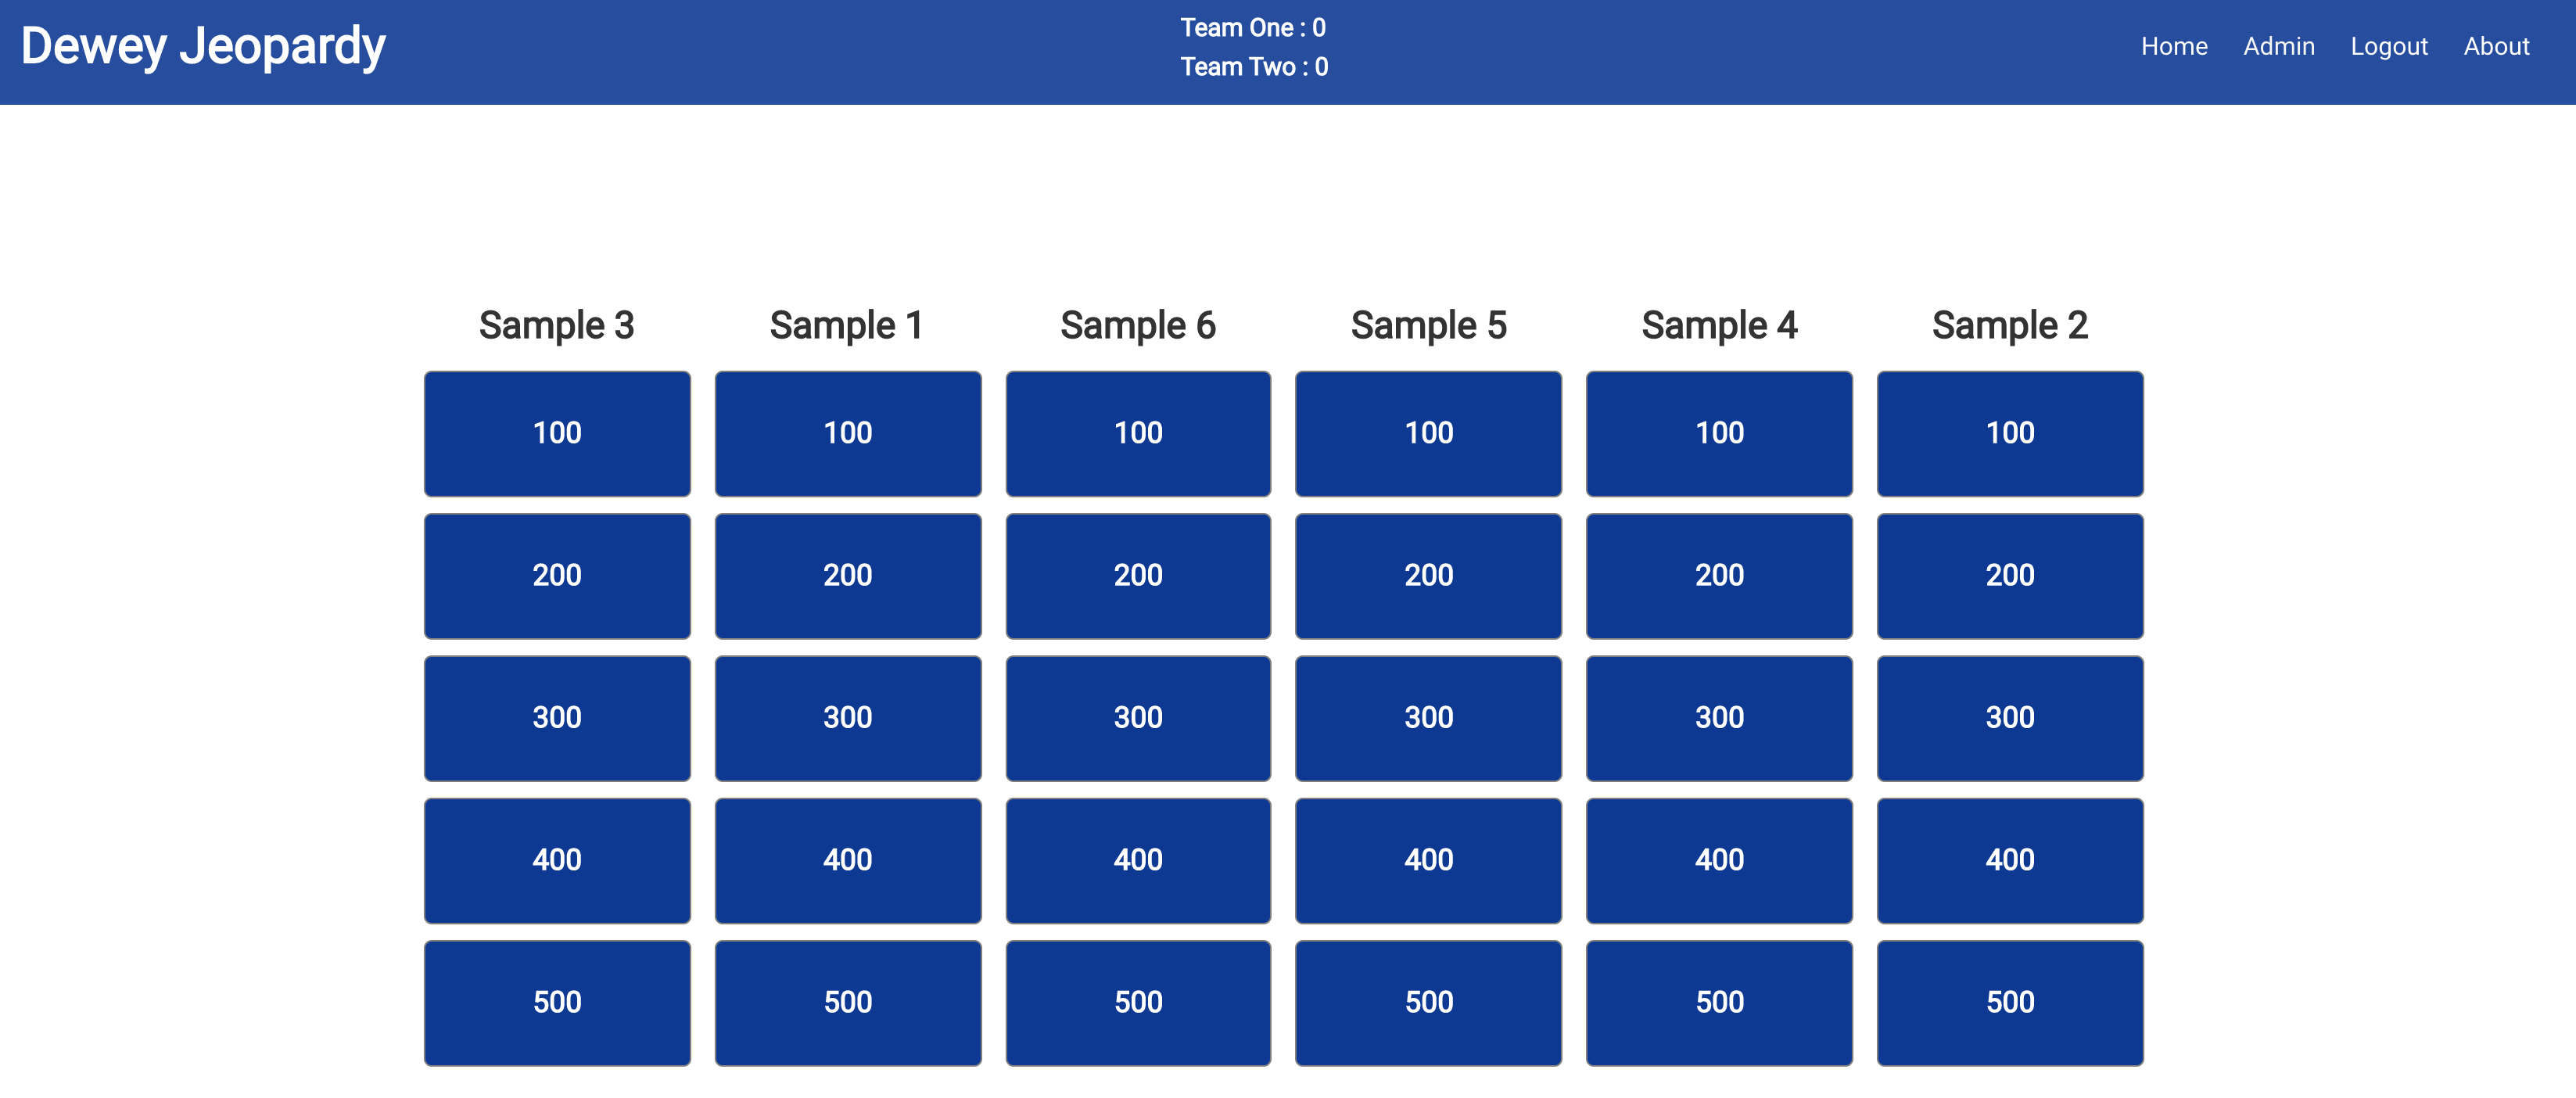 Dewey Jeopardy
Team One : 0
Team Two : 0
Home Admin Logout About
Sample 3 Sample 1 Sample 6 Sample 5 Sample 4 Sample 2
100 100 100 100 100 100
200 200 200 200 200 200
300 300 300 300 300 300
400 400 400 400 400 400
500 500 500 500 500 500